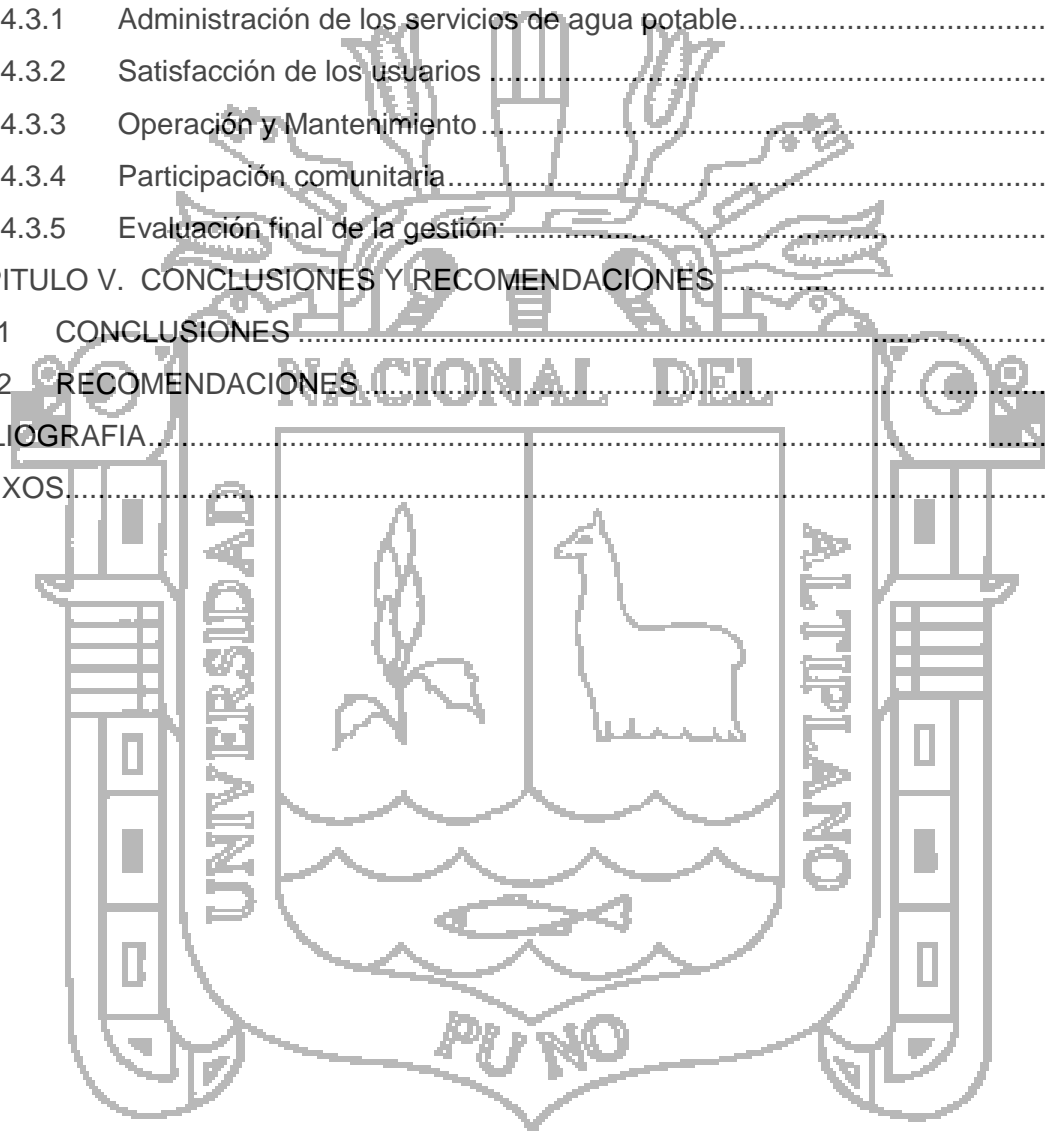 4.3.1 Administración de los servicios de agua potable
4.3.2 Satisfacción de los usuarios
4.3.3 Operación y Mantenimiento
4.3.4 Participación comunitaria
4.3.5 Evaluación final de la gestión:
PITULO V. CONCLUSIONES Y RECOMENDACIONES
1 CONCLUSIONES
2 RECOMENDACIONES
LIOGRAFIA
XOS
UNIVERSIDAD
NACIONAL DEL
ALTIPLANO
PUNO